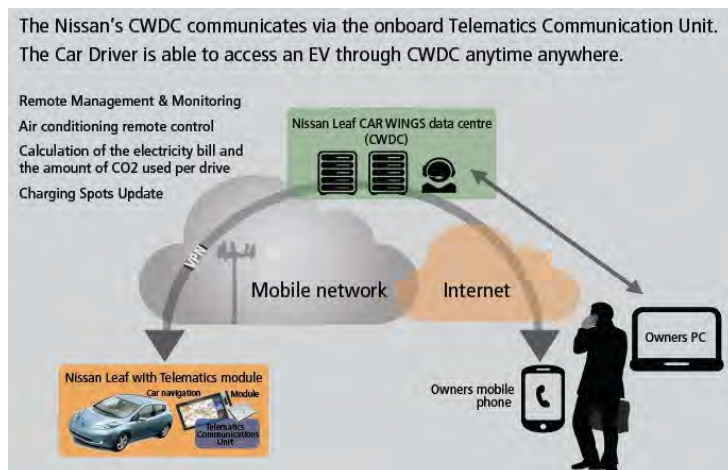 The Nissan's CWDC communicates via the onboard Telematics Communication Unit.
The Car Driver is able to access an EV through CWDC anytime anywhere.
Remote Management & Monitoring
Air conditioning remote control
Calculation of the electricity bill and
the amount of CO2 used per drive
Charging Spots Update
Nissan Leaf CAR WINGS data centre
(CWDC)
VPN
Mobile network
Internet
Owners PC
Nissan Leaf with Telematics module
Car navigation
Module
Telematics
Communications
Unit
Owners mobile
phone